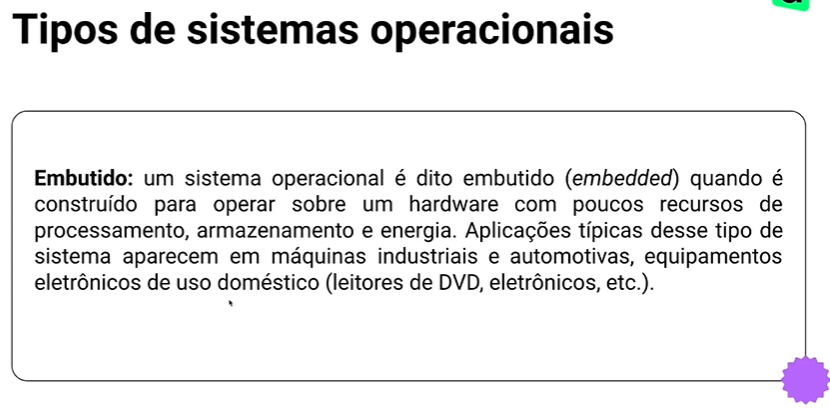 Tipos de sistemas operacionais
Embutido: um sistema operacional é dito embutido (embedded) quando é
construído para operar sobre um hardware com poucos recursos de
processamento, armazenamento e energia. Aplicações típicas desse tipo de
sistema aparecem em máquinas industriais e automotivas, equipamentos
eletrônicos de uso doméstico (leitores de DVD, eletrônicos, etc.).